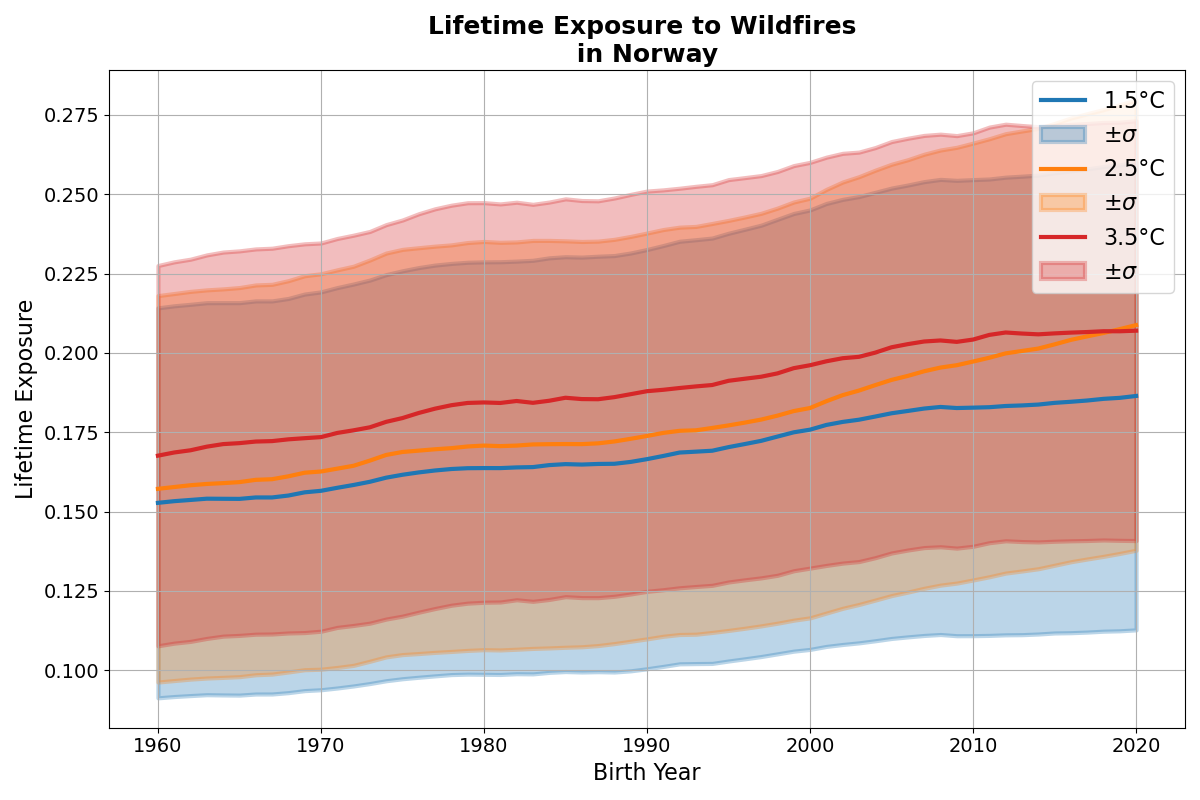 Lifetime Exposure to Wildfires
in Norway
Lifetime Exposure
0.275
0.250
0.225
0.200
0.175
0.150
0.125
0.100
1.5°C
±σ
2.5°C
±σ
3.5°C
±σ
1960
1970
1980
1990
2000
2010
2020
Birth Year